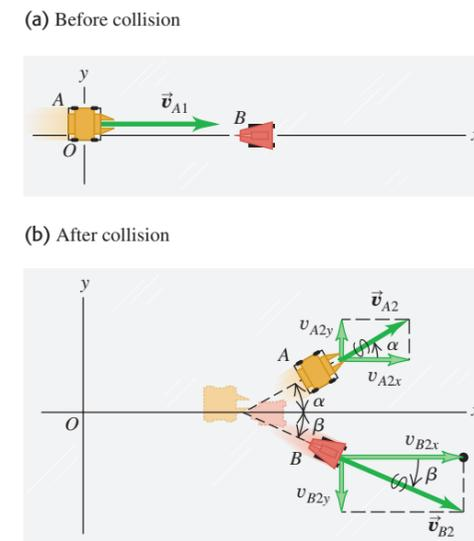 (a) Before collision
y
A
v⃗A1
B
O
(b) After collision
y
v⃗A2
vA2y
α
A
vA2x
α
O
β
vB2x
B
β
vB2y
v⃗B2